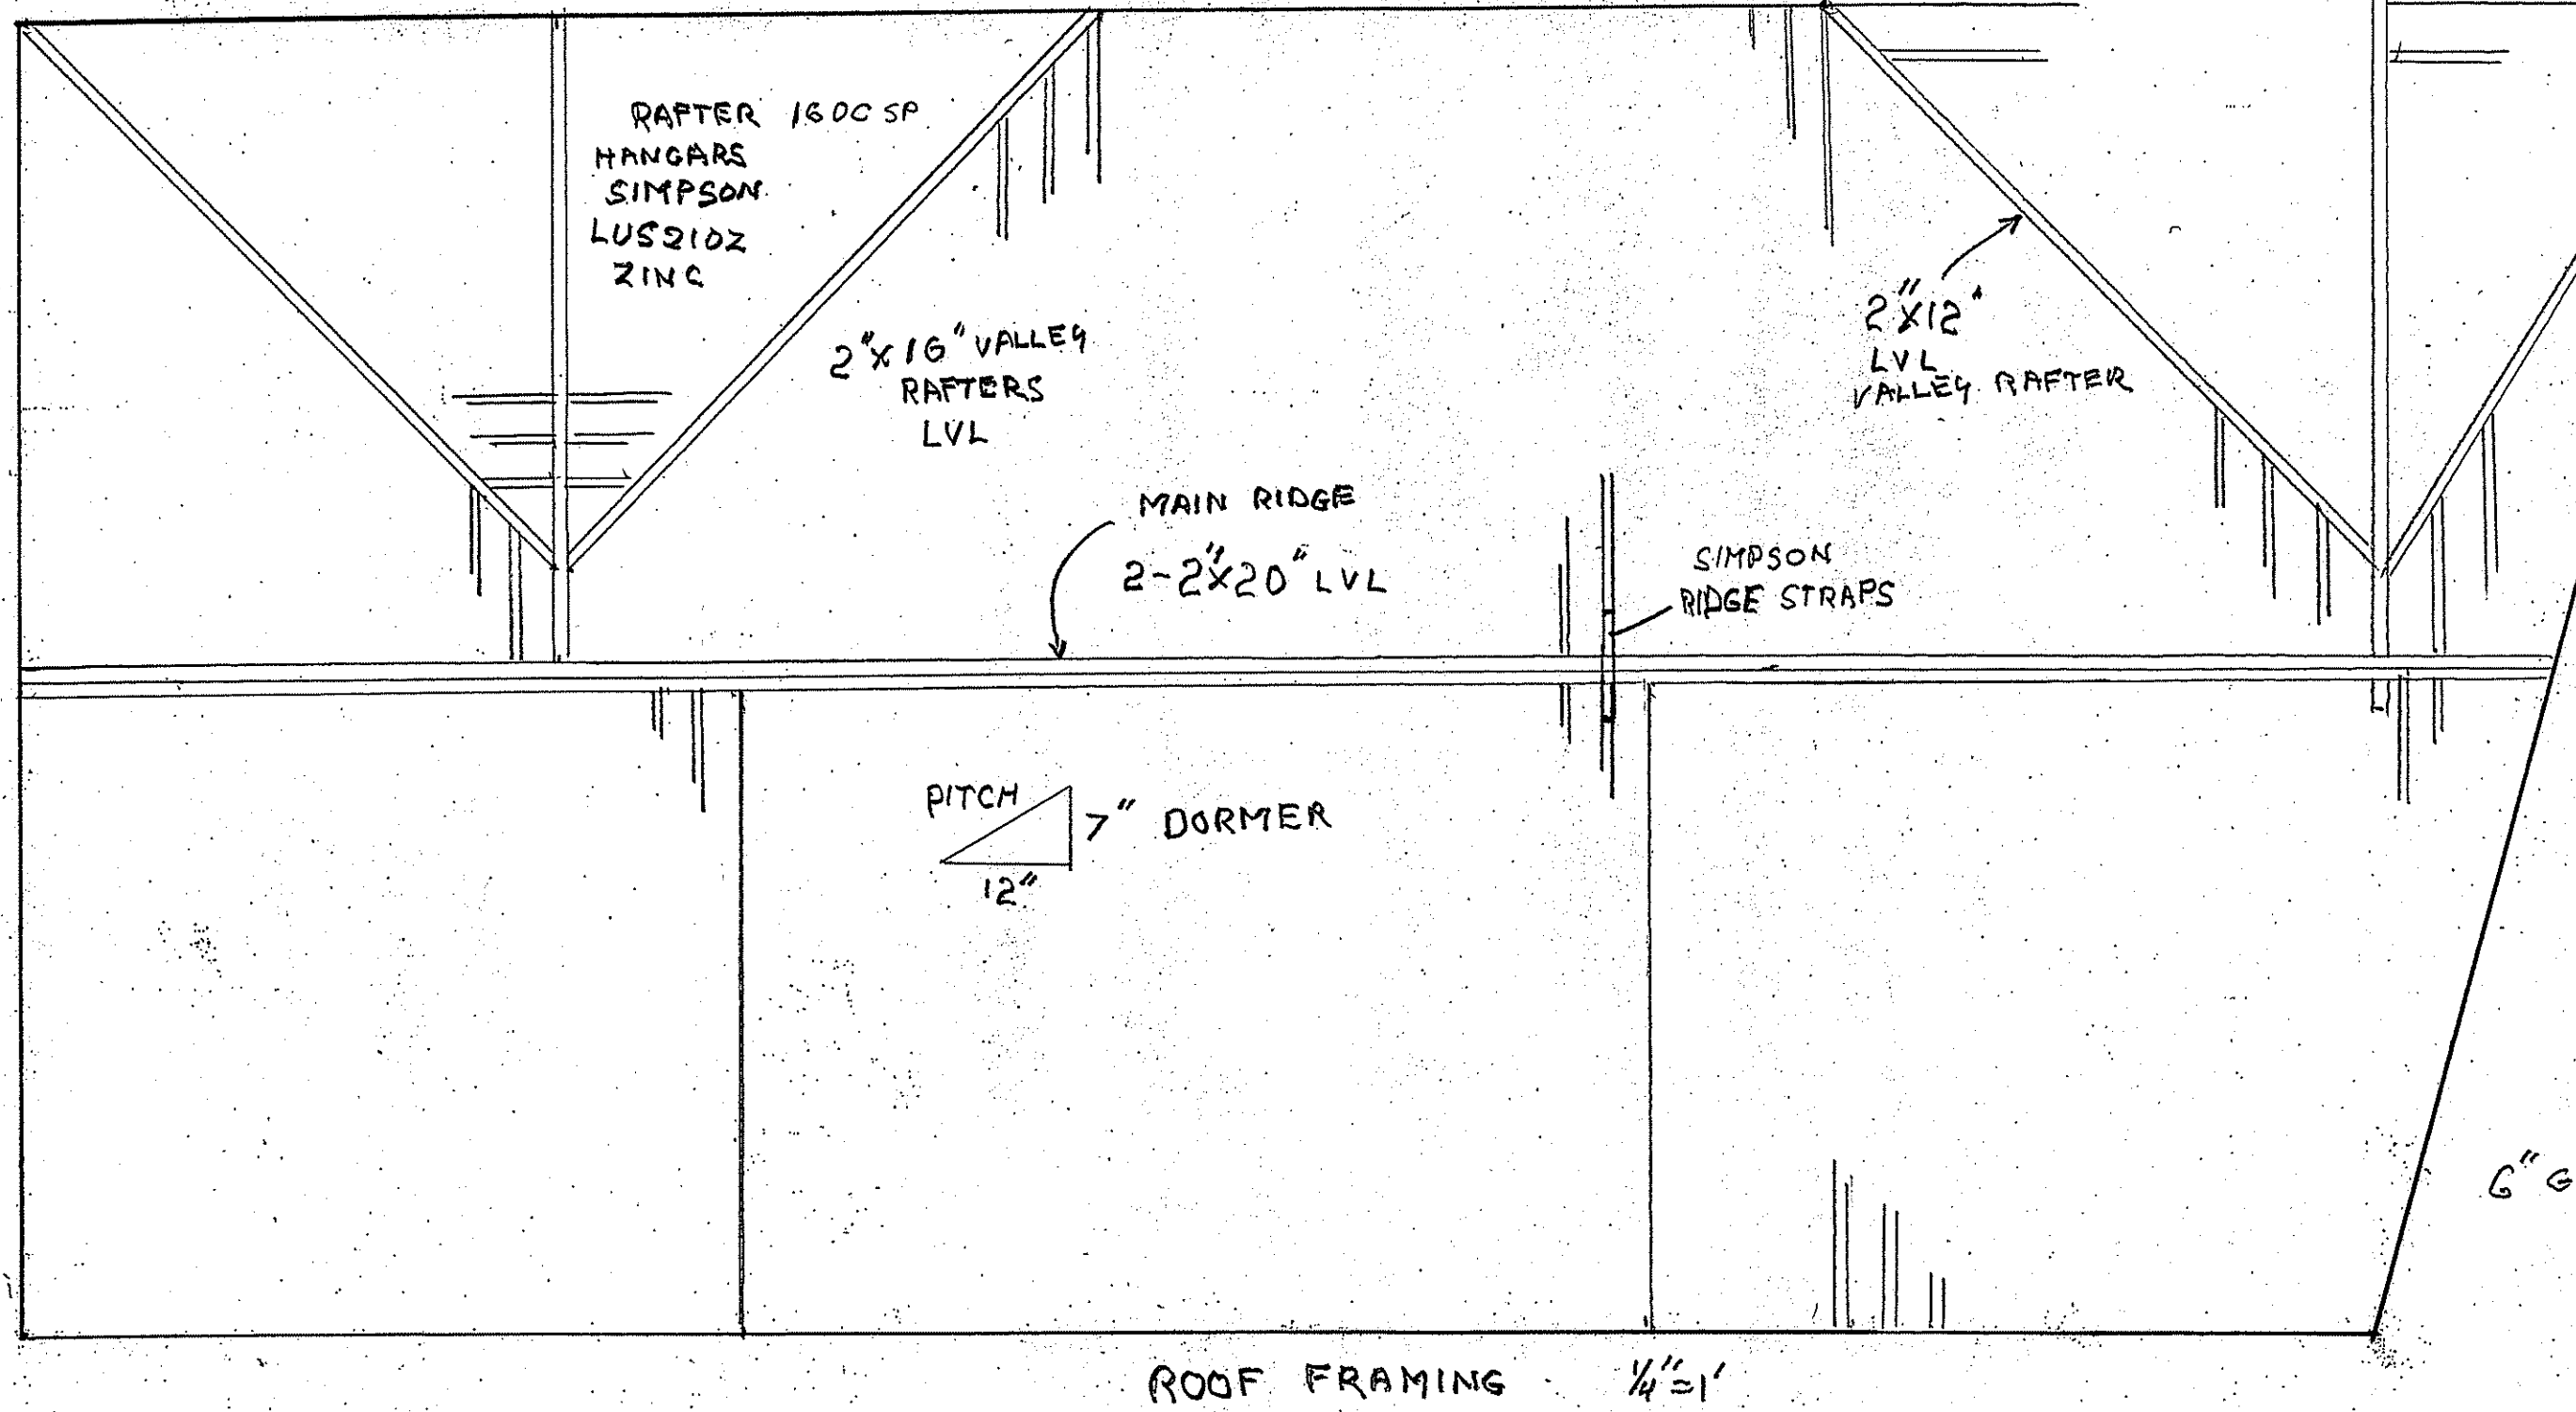 RAFTER 16OC SP
HANGARS
SIMPSON
LUS210Z
ZINC
2"X16" VALLEY
RAFTERS
LVL
2"X12"
LVL
VALLEY RAFTER
MAIN RIDGE
2-2"X20" LVL
SIMPSON
RIDGE STRAPS
PITCH
7" DORMER
12"
6" G
ROOF FRAMING 1/4"=1'